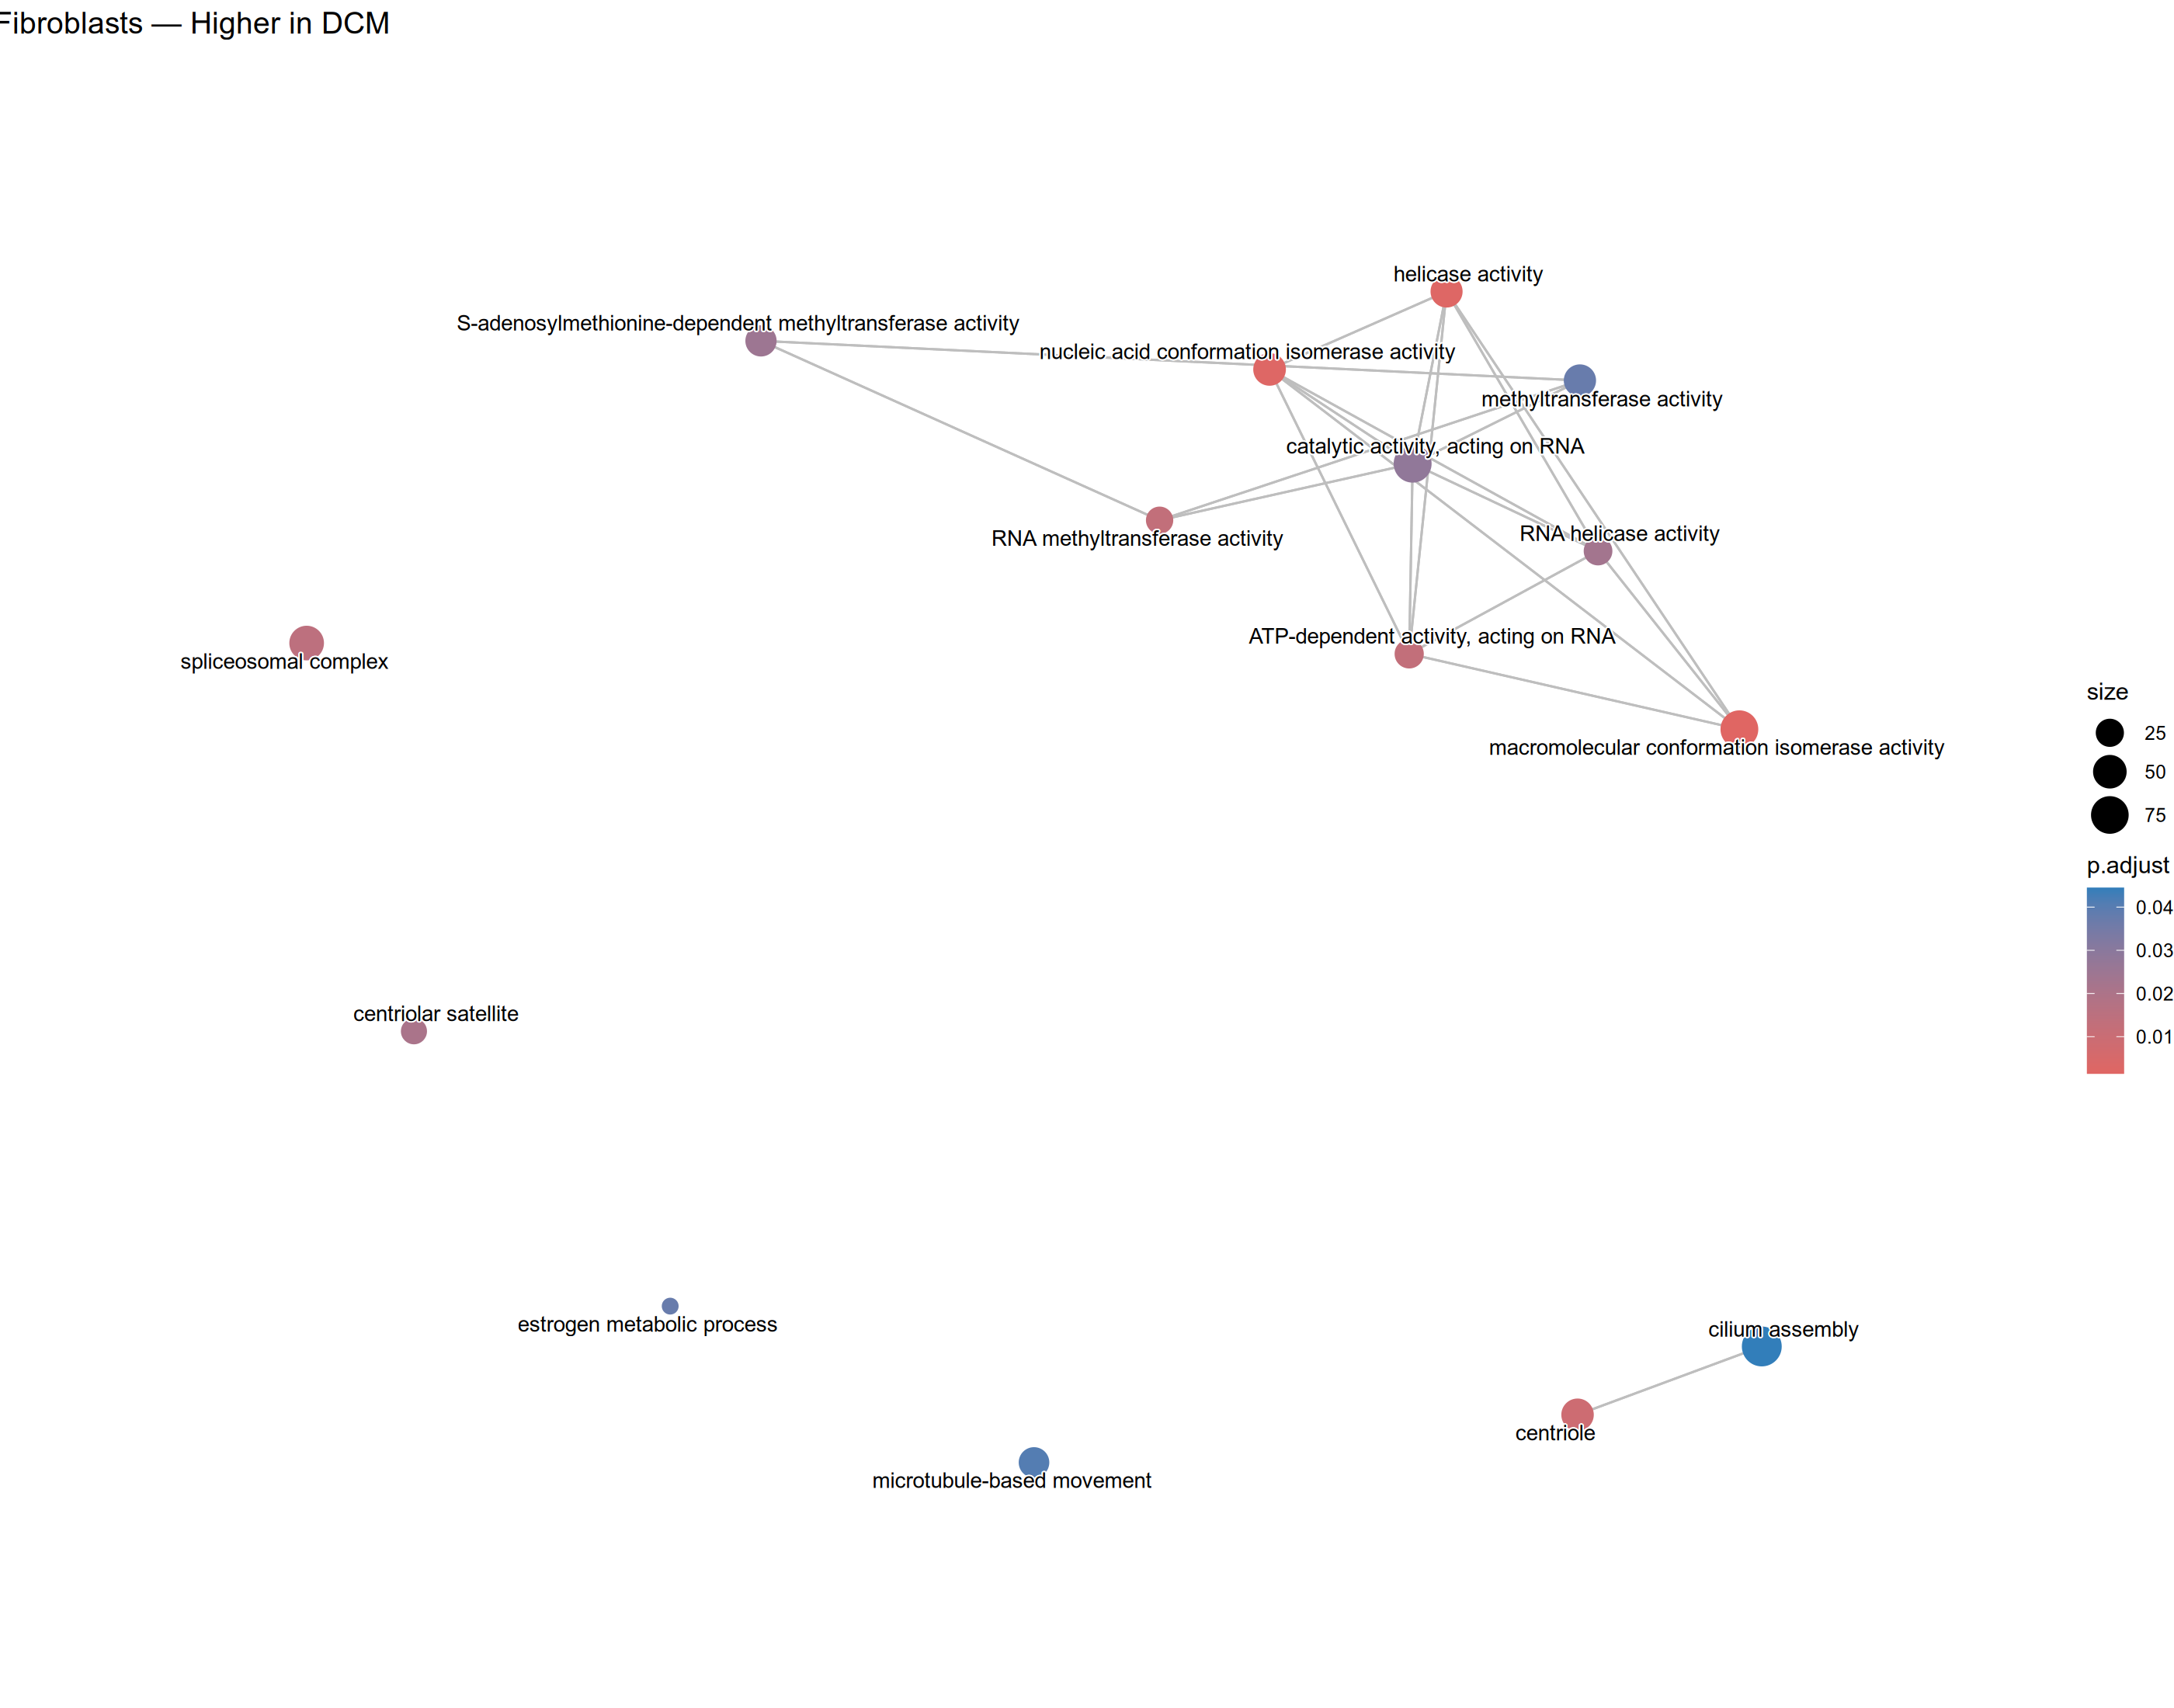 Fibroblasts — Higher in DCM
helicase activity
S-adenosylmethionine-dependent methyltransferase activity
nucleic acid conformation isomerase activity
methyltransferase activity
catalytic activity, acting on RNA
RNA methyltransferase activity
RNA helicase activity
ATP-dependent activity, acting on RNA
spliceosomal complex
macromolecular conformation isomerase activity
size
25
50
75
p.adjust
0.04
0.03
0.02
0.01
centriolar satellite
estrogen metabolic process
cilium assembly
centriole
microtubule-based movement